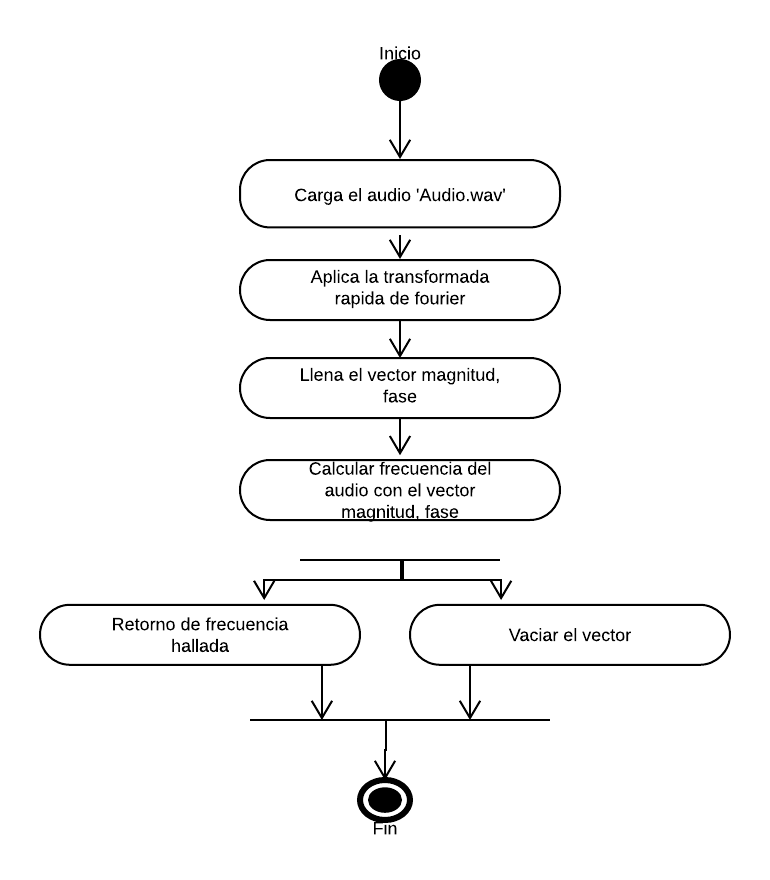 Inicio
Carga el audio 'Audio.wav'
Aplica la transformada
rapida de fourier
Llena el vector magnitud,
fase
Calcular frecuencia del
audio con el vector
magnitud, fase
Retorno de frecuencia
hallada
Vaciar el vector
Fin